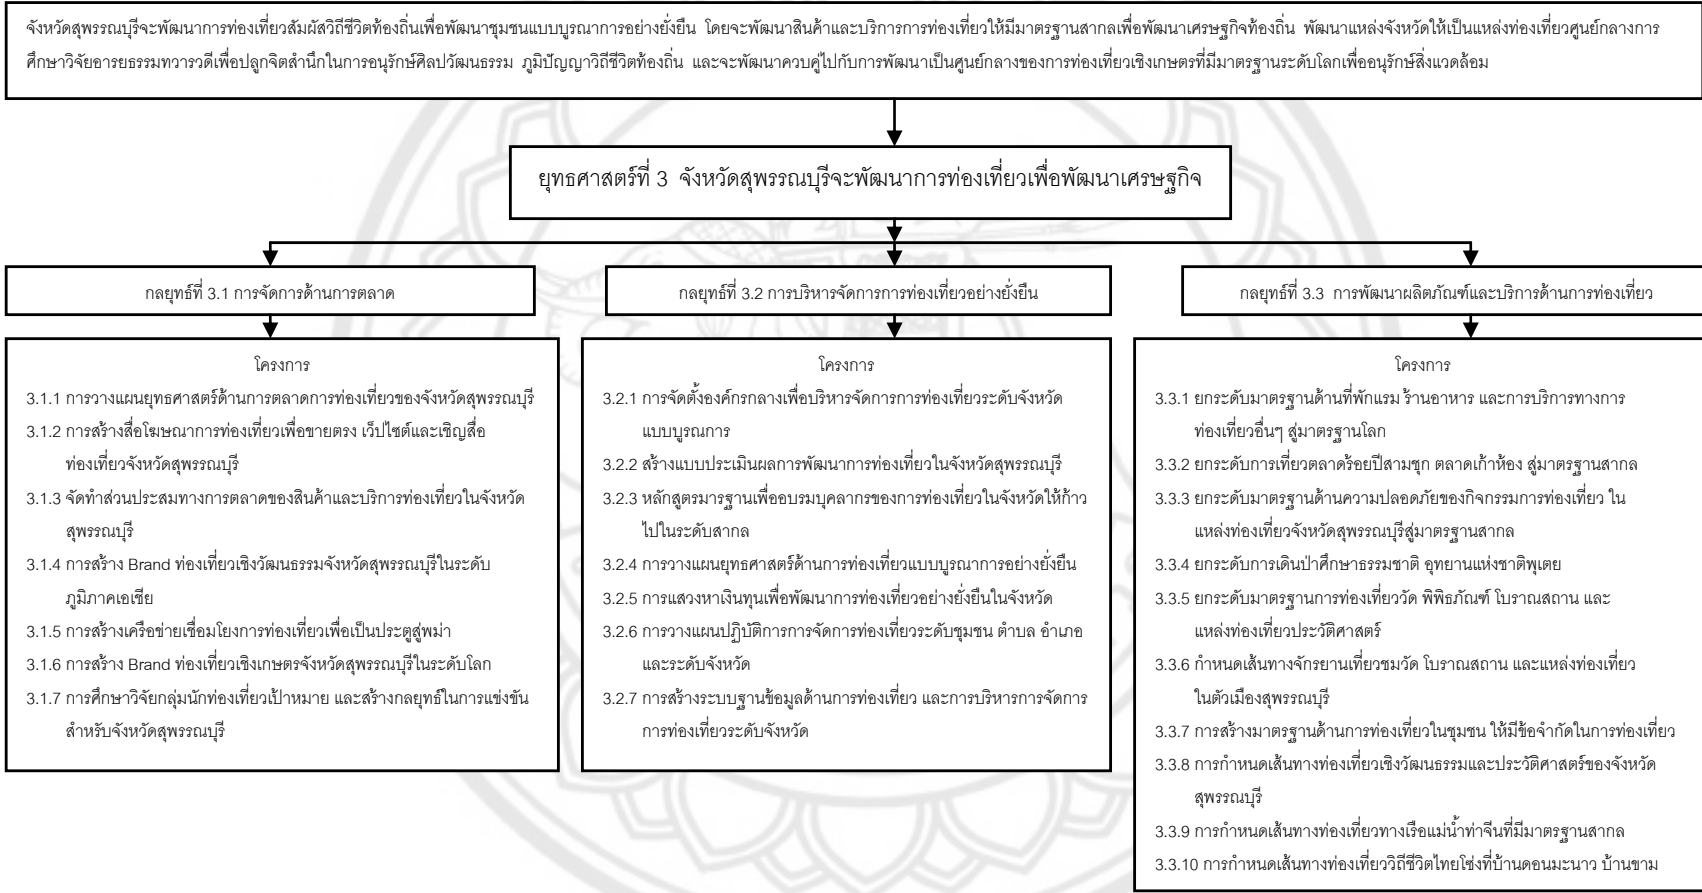 จังหวัดสุพรรณบุรีจะพัฒนาการท่องเที่ยวสัมผัสวิถีชีวิตท้องถิ่นเพื่อพัฒนาชุมชนแบบบูรณาการอย่างยั่งยืน โดยจะพัฒนาสินค้าและบริการการท่องเที่ยวให้มีมาตรฐานสากลเพื่อพัฒนาเศรษฐกิจท้องถิ่น พัฒนาแหล่งจังหวัดให้เป็นแหล่งท่องเที่ยวศูนย์กลางการ
ศึกษาวิจัยอารยธรรมทวารวดีเพื่อปลูกจิตสำนึกในการอนุรักษ์ศิลปวัฒนธรรม ภูมิปัญญาวิถีชีวิตท้องถิ่น และจะพัฒนาควบคู่ไปกับการพัฒนาเป็นศูนย์กลางของการท่องเที่ยวเชิงเกษตรที่มีมาตรฐานระดับโลกเพื่ออนุรักษ์สิ่งแวดล้อม
ยุทธศาสตร์ที่ 3 จังหวัดสุพรรณบุรีจะพัฒนาการท่องเที่ยวเพื่อพัฒนาเศรษฐกิจ
กลยุทธ์ที่ 3.1 การจัดการด้านการตลาด
โครงการ
3.1.1 การวางแผนยุทธศาสตร์ด้านการตลาดการท่องเที่ยวของจังหวัดสุพรรณบุรี
3.1.2 การสร้างสื่อโฆษณาการท่องเที่ยวเพื่อขายตรง เว็ปไซต์และเชิญสื่อ
ท่องเที่ยวจังหวัดสุพรรณบุรี
3.1.3 จัดทำส่วนประสมทางการตลาดของสินค้าและบริการท่องเที่ยวในจังหวัด
สุพรรณบุรี
3.1.4 การสร้าง Brand ท่องเที่ยวเชิงวัฒนธรรมจังหวัดสุพรรณบุรีในระดับ
ภูมิภาคเอเชีย
3.1.5 การสร้างเครือข่ายเชื่อมโยงการท่องเที่ยวเพื่อเป็นประตูสู่พม่า
3.1.6 การสร้าง Brand ท่องเที่ยวเชิงเกษตรจังหวัดสุพรรณบุรีในระดับโลก
3.1.7 การศึกษาวิจัยกลุ่มนักท่องเที่ยวเป้าหมาย และสร้างกลยุทธ์ในการแข่งขัน
สำหรับจังหวัดสุพรรณบุรี
กลยุทธ์ที่ 3.2 การบริหารจัดการการท่องเที่ยวอย่างยั่งยืน
โครงการ
3.2.1 การจัดตั้งองค์กรกลางเพื่อบริหารจัดการการท่องเที่ยวระดับจังหวัด
แบบบูรณการ
3.2.2 สร้างแบบประเมินผลการพัฒนาการท่องเที่ยวในจังหวัดสุพรรณบุรี
3.2.3 หลักสูตรมารฐานเพื่ออบรมบุคลากรของการท่องเที่ยวในจังหวัดให้ก้าว
ไปในระดับสากล
3.2.4 การวางแผนยุทธศาสตร์ด้านการท่องเที่ยวแบบบูรณาการอย่างยั่งยืน
3.2.5 การแสวงหาเงินทุนเพื่อพัฒนาการท่องเที่ยวอย่างยั่งยืนในจังหวัด
3.2.6 การวางแผนปฏิบัติการการจัดการท่องเที่ยวระดับชุมชน ตำบล อำเภอ
และระดับจังหวัด
3.2.7 การสร้างระบบฐานข้อมูลด้านการท่องเที่ยว และการบริหารการจัดการ
การท่องเที่ยวระดับจังหวัด
กลยุทธ์ที่ 3.3 การพัฒนาผลิตภัณฑ์และบริการด้านการท่องเที่ยว
โครงการ
3.3.1 ยกระดับมาตรฐานด้านที่พักแรม ร้านอาหาร และการบริการทางการ
ท่องเที่ยวอื่นๆ สู่มาตรฐานโลก
3.3.2 ยกระดับการเที่ยวตลาดร้อยปีสามชุก ตลาดเก้าห้อง สู่มาตรฐานสากล
3.3.3 ยกระดับมาตรฐานด้านความปลอดภัยของกิจกรรมการท่องเที่ยว ใน
แหล่งท่องเที่ยวจังหวัดสุพรรณบุรีสู่มาตรฐานสากล
3.3.4 ยกระดับการเดินป่าศึกษาธรรมชาติ อุทยานแห่งชาติพุเตย
3.3.5 ยกระดับมาตรฐานการท่องเที่ยววัด พิพิธภัณฑ์ โบราณสถาน และ
แหล่งท่องเที่ยวประวัติศาสตร์
3.3.6 กำหนดเส้นทางจักรยานเที่ยวชมวัด โบราณสถาน และแหล่งท่องเที่ยว
ในตัวเมืองสุพรรณบุรี
3.3.7 การสร้างมาตรฐานด้านการท่องเที่ยวในชุมชน ให้มีข้อจำกัดในการท่องเที่ยว
3.3.8 การกำหนดเส้นทางท่องเที่ยวเชิงวัฒนธรรมและประวัติศาสตร์ของจังหวัด
สุพรรณบุรี
3.3.9 การกำหนดเส้นทางท่องเที่ยวทางเรือแม่น้ำท่าจีนที่มีมาตรฐานสากล
3.3.10 การกำหนดเส้นทางท่องเที่ยววิถีชีวิตไทยโซ่งที่บ้านดอนมะนาว บ้านขาม